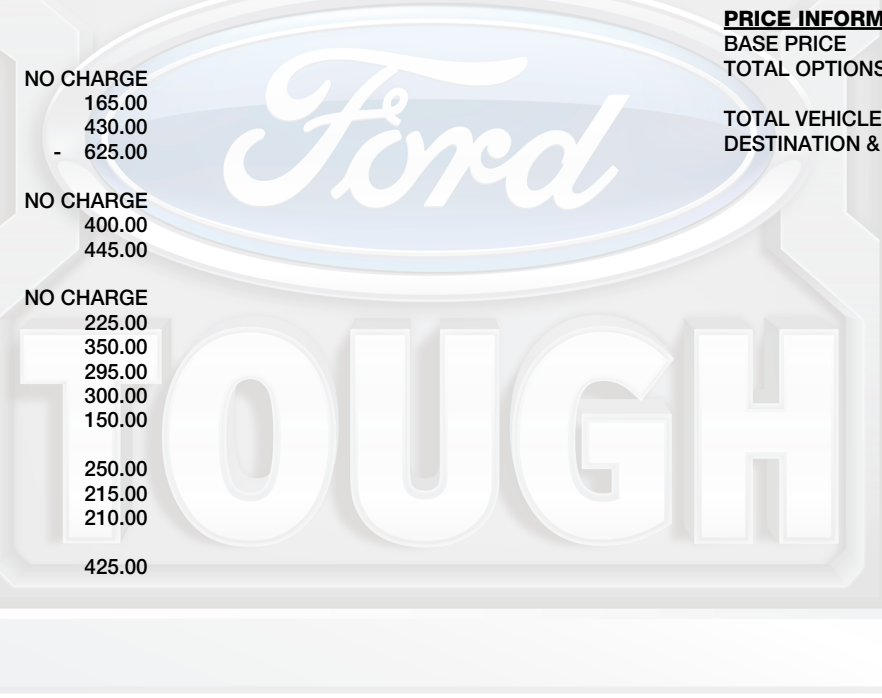 PRICE INFORM
BASE PRICE
TOTAL OPTIONS
TOTAL VEHICLE
DESTINATION &
NO CHARGE
165.00
430.00
- 625.00
NO CHARGE
400.00
445.00
NO CHARGE
225.00
350.00
295.00
300.00
150.00
250.00
215.00
210.00
425.00
Ford
TOUGH